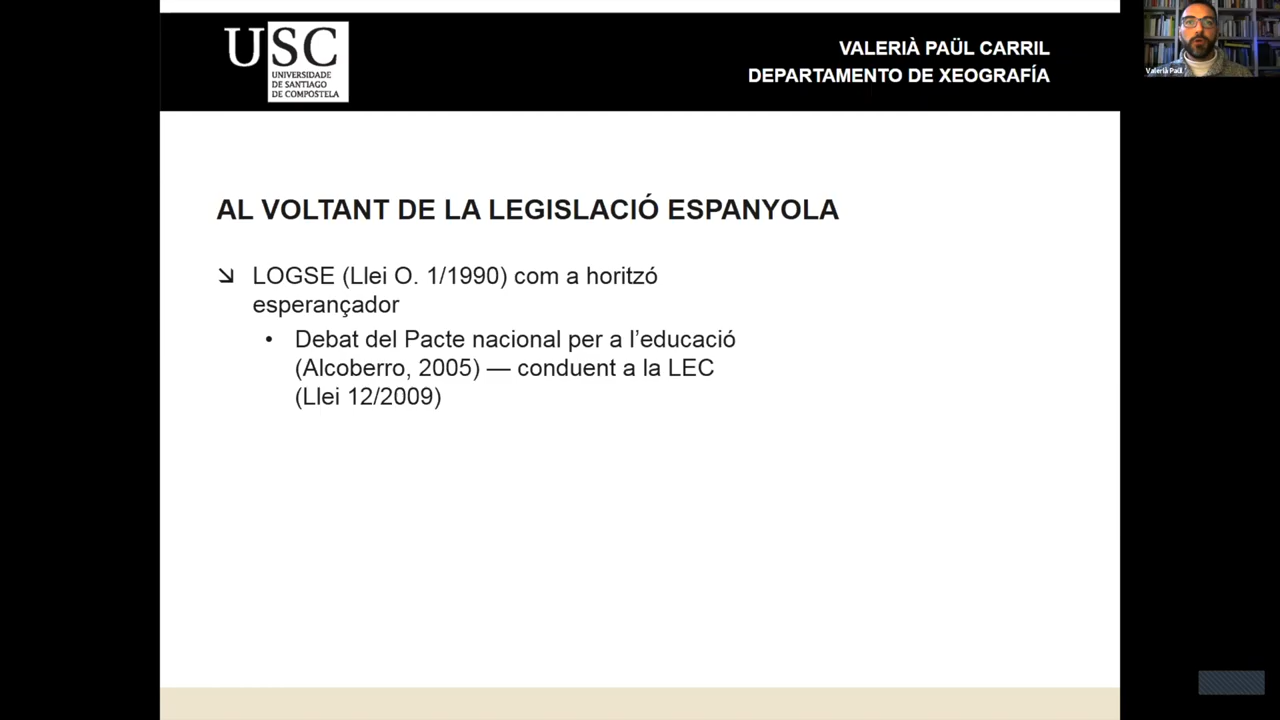 USC
UNIVERSIDADE
DE SANTIAGO
DE COMPOSTELA
VALERIÀ PAÜL CARRIL
DEPARTAMENTO DE XEOGRAFÍA
Valerià Paül
AL VOLTANT DE LA LEGISLACIÓ ESPANYOLA
LOGSE (Llei O. 1/1990) com a horitzó
esperançador
• Debat del Pacte nacional per a l’educació
(Alcoberro, 2005) — conduent a la LEC
(Llei 12/2009)